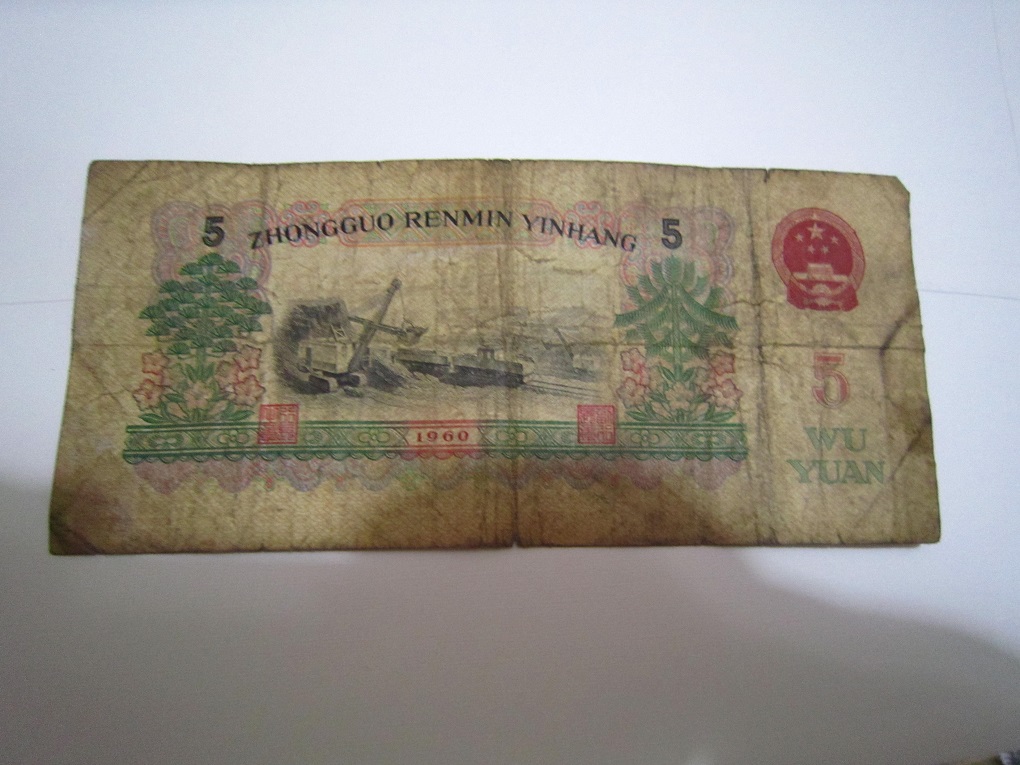 5 ZHONGGUO RENMIN YINHANG 5
1960
5
WU
YUAN